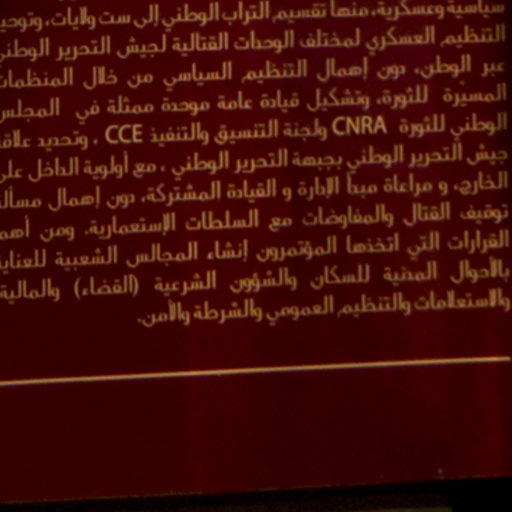 سياسية وعسكرية، منها تقسيم التراب الوطني إلى ست ولايات، وتوحيد
التنظيم العسكري لمختلف الوحدات القتالية لجيش التحرير الوطني
عبر الوطن، دون إهمال التنظيم السياسي من خلال المنظمات
المسيّرة للثورة، وتشكيل قيادة عامة موحدة ممثلة في المجلس
الوطني للثورة CNRA ولجنة التنسيق والتنفيذ CCE ، وتحديد علاقة
جيش التحرير الوطني بجبهة التحرير الوطني ، مع أولوية الداخل على
الخارج، و مراعاة مبدأ الإدارة و القيادة المشتركة، دون إهمال مسألة
توقيف القتال والمفاوضات مع السلطات الإستعمارية. ومن أهم
القرارات التي اتخذها المؤتمرون إنشاء المجالس الشعبية للعناية
بالأحوال المدنية للسكان والشؤون الشرعية (القضاء) والمالية
والاستعلامات والتنظيم العمومي والشرطة والأمن.